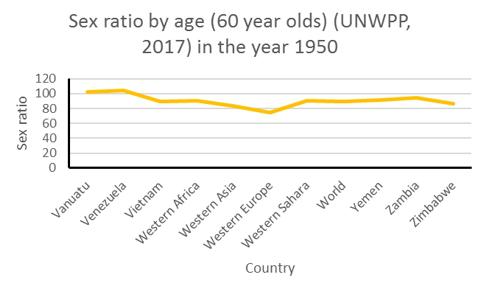 Sex ratio by age (60 year olds) (UNWPP,
2017) in the year 1950
120
100
80
60
40
20
0
Sex ratio
Vanuatu
Venezuela
Vietnam
Western Africa
Western Asia
Western Europe
Western Sahara
World
Yemen
Zambia
Zimbabwe
Country